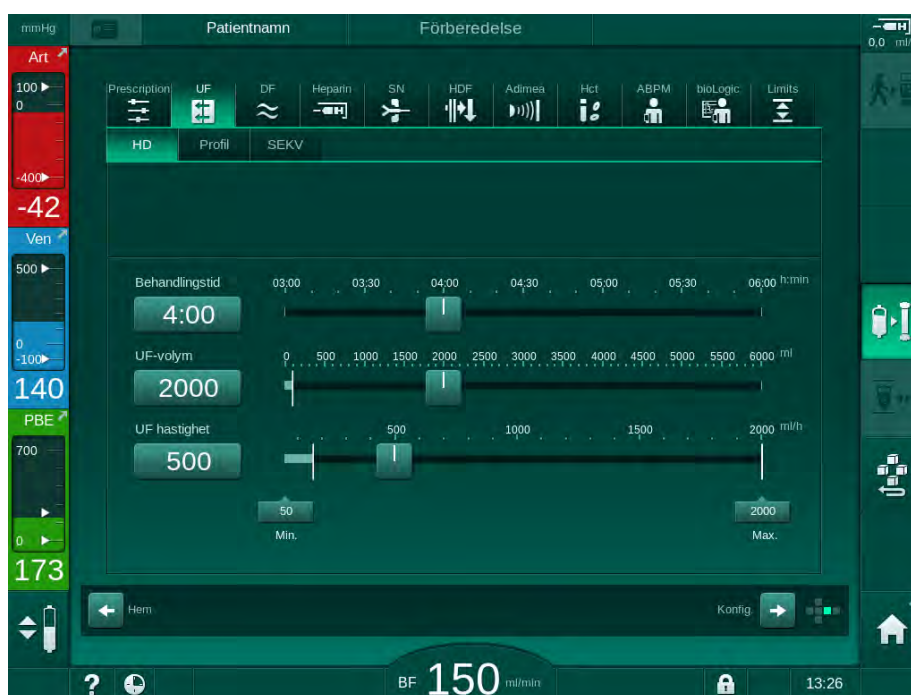 mmHg
Patientnamn
Förberedelse
0,0 ml/
Art
100
0
-400
-42
Ven
500
0
-100
140
PBE
700
0
173
Prescription UF DF Heparin SN HDF Adimea Hct ABPM bioLogic Limits
HD Profil SEKV
Behandlingstid
4:00
03:00 03:30 04:00 04:30 05:00 05:30 06:00 h:min
UF-volym
2000
0 500 1000 1500 2000 2500 3000 3500 4000 4500 5000 5500 6000 ml
UF hastighet
500
500 1000 1500 2000 ml/h
50
Min.
2000
Max.
Hem
Konfig.
? BF 150 ml/min 13:26